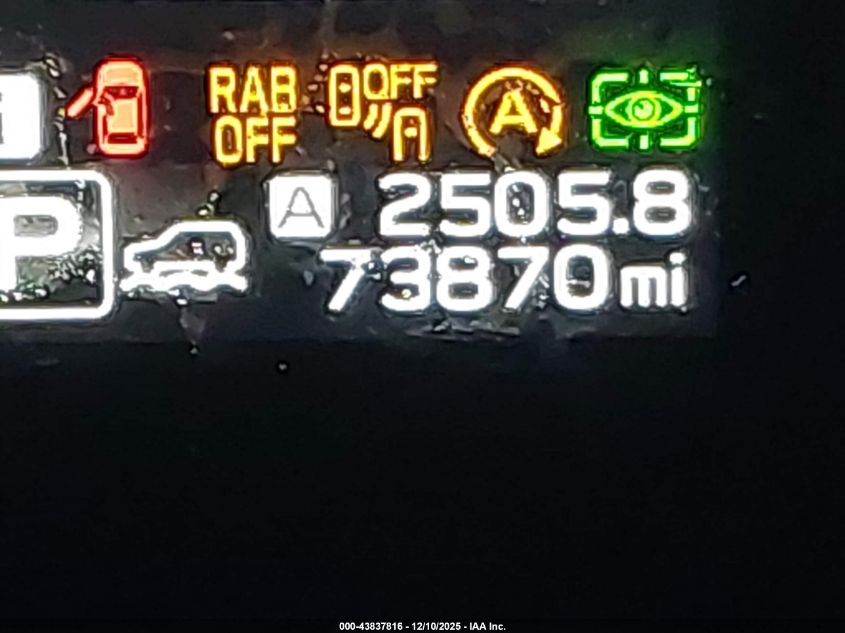 i
RAB
OFF
OFF
A
P
A 2505.8
73870 mi
000-43837816 - 12/10/2025 - IAA Inc.